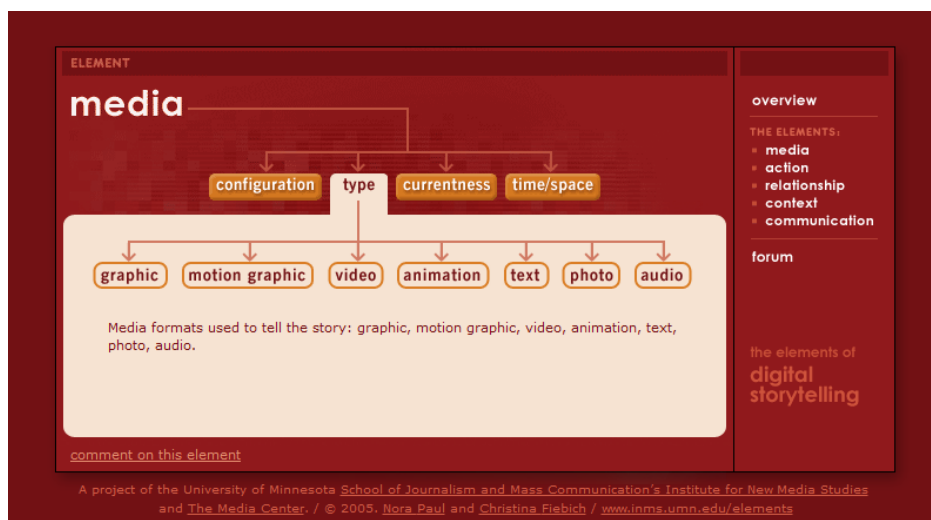 ELEMENT
media
configuration type currentness time/space
graphic motion graphic video animation text photo audio
Media formats used to tell the story: graphic, motion graphic, video, animation, text,
photo, audio.
comment on this element
overview
THE ELEMENTS:
media
action
relationship
context
communication
forum
the elements of
digital
storytelling
A project of the University of Minnesota School of Journalism and Mass Communication's Institute for New Media Studies
and The Media Center. / © 2005. Nora Paul and Christina Fiebich / www.inms.umn.edu/elements